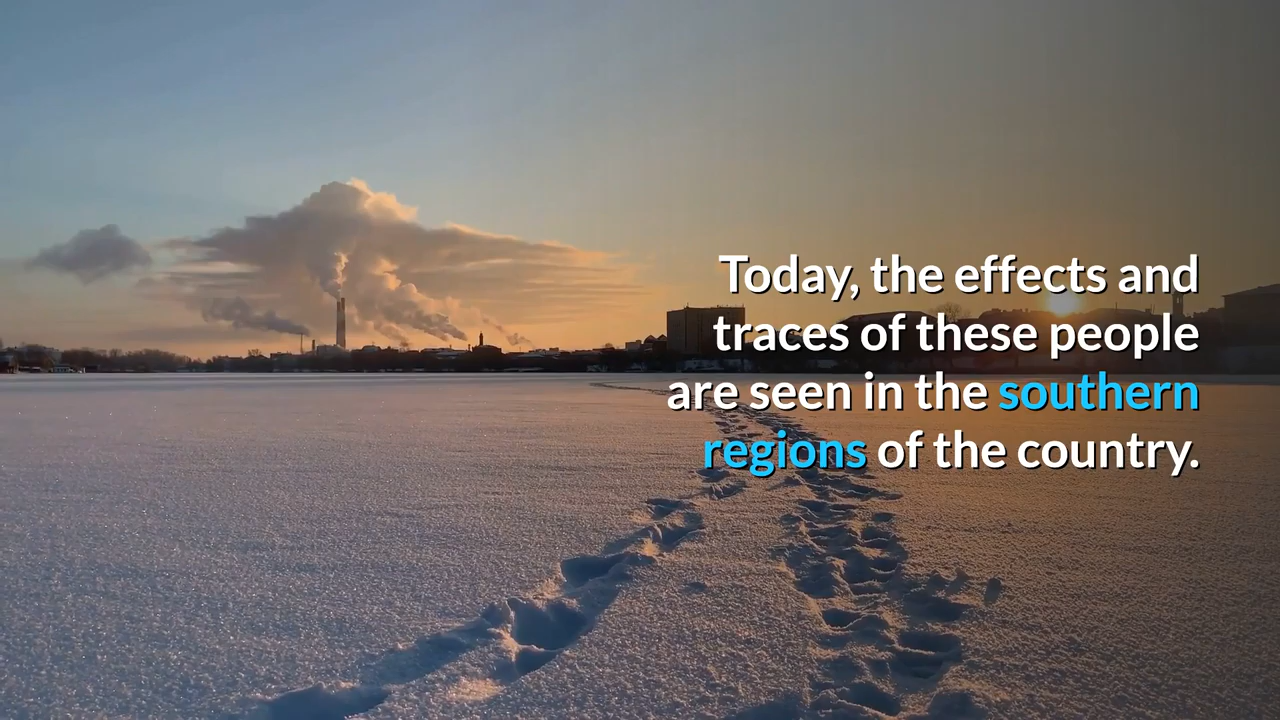 Today, the effects and
traces of these people
are seen in the southern
regions of the country.